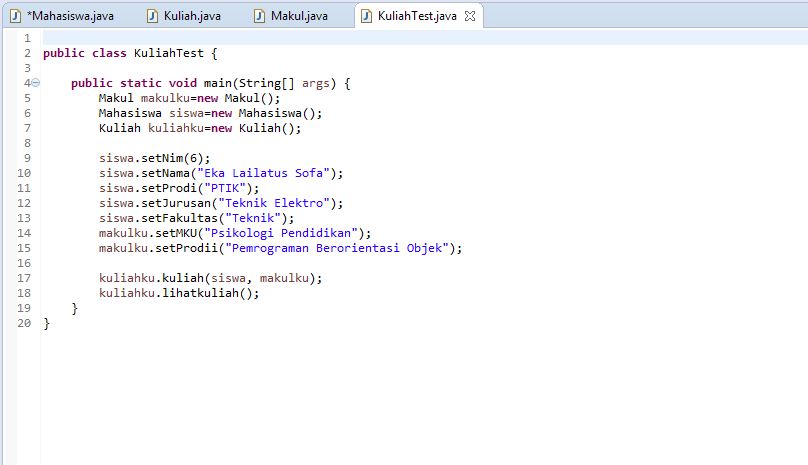 *Mahasiswa.java Kuliah.java Makul.java KuliahTest.java
1
2 public class KuliahTest {
3
4 public static void main(String[] args) {
5 Makul makulku=new Makul();
6 Mahasiswa siswa=new Mahasiswa();
7 Kuliah kuliahku=new Kuliah();
8
9 siswa.setNim(6);
10 siswa.setNama("Eka Lailatus Sofa");
11 siswa.setProdi("PTIK");
12 siswa.setJurusan("Teknik Elektro");
13 siswa.setFakultas("Teknik");
14 makulku.setMKU("Psikologi Pendidikan");
15 makulku.setProdii("Pemrograman Berorientasi Objek");
16
17 kuliahku.kuliah(siswa, makulku);
18 kuliahku.lihatkuliah();
19 }
20 }